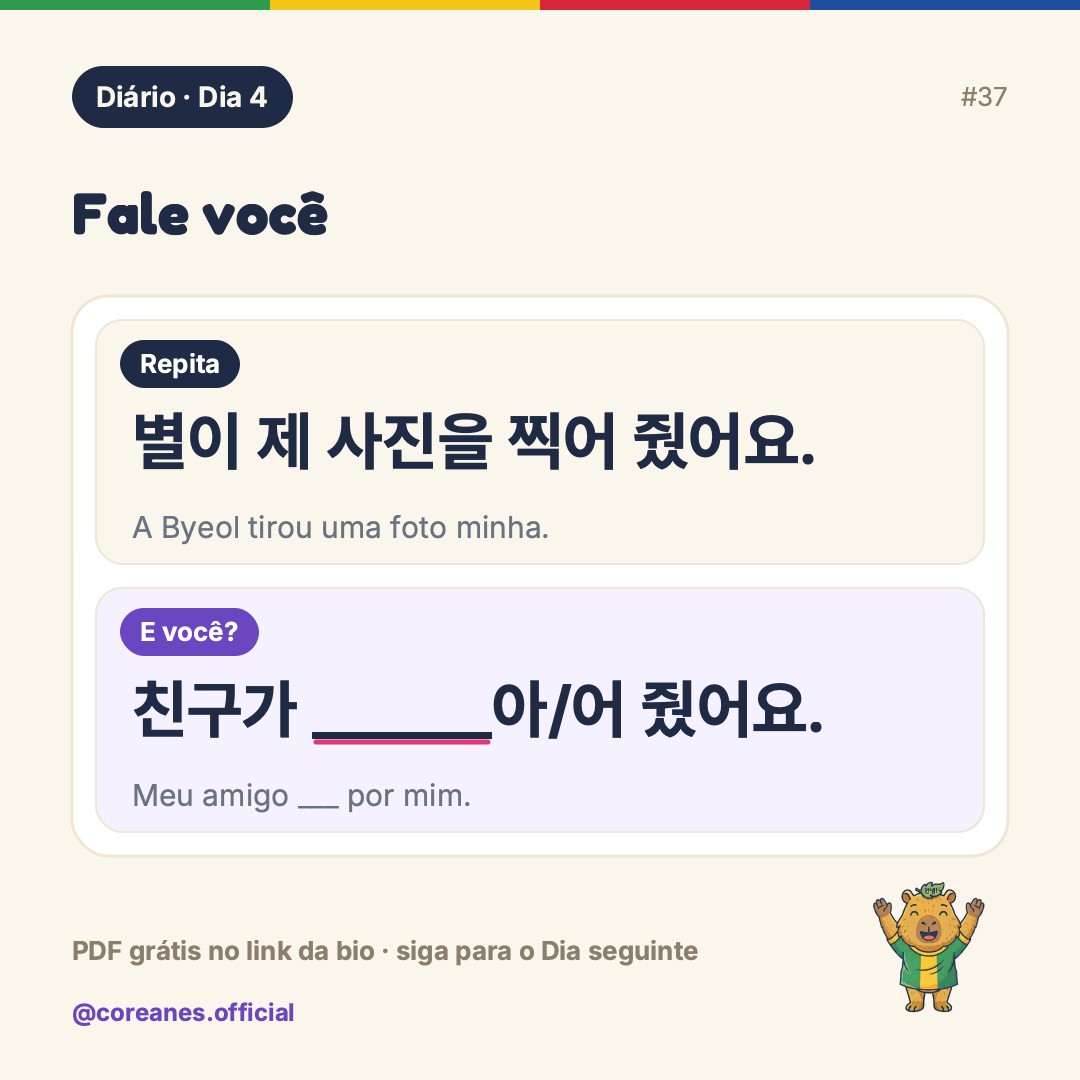 Diário · Dia 4
#37
Fale você
Repita
별이 제 사진을 찍어 줬어요.
A Byeol tirou uma foto minha.
E você?
친구가 ______아/어 줬어요.
Meu amigo ___ por mim.
PDF grátis no link da bio · siga para o Dia seguinte
@coreanes.official